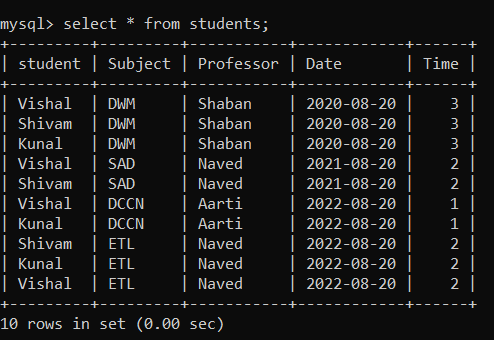 mysql> select * from students;
+---------+---------+-----------+------------+------+
| student | Subject | Professor | Date       | Time |
+---------+---------+-----------+------------+------+
| Vishal  | DWM     | Shaban    | 2020-08-20 |    3 |
| Shivam  | DWM     | Shaban    | 2020-08-20 |    3 |
| Kunal   | DWM     | Shaban    | 2020-08-20 |    3 |
| Vishal  | SAD     | Naved     | 2021-08-20 |    2 |
| Shivam  | SAD     | Naved     | 2021-08-20 |    2 |
| Vishal  | DCCN    | Aarti     | 2022-08-20 |    1 |
| Kunal   | DCCN    | Aarti     | 2022-08-20 |    1 |
| Shivam  | ETL     | Naved     | 2022-08-20 |    2 |
| Kunal   | ETL     | Naved     | 2022-08-20 |    2 |
| Vishal  | ETL     | Naved     | 2022-08-20 |    2 |
+---------+---------+-----------+------------+------+
10 rows in set (0.00 sec)